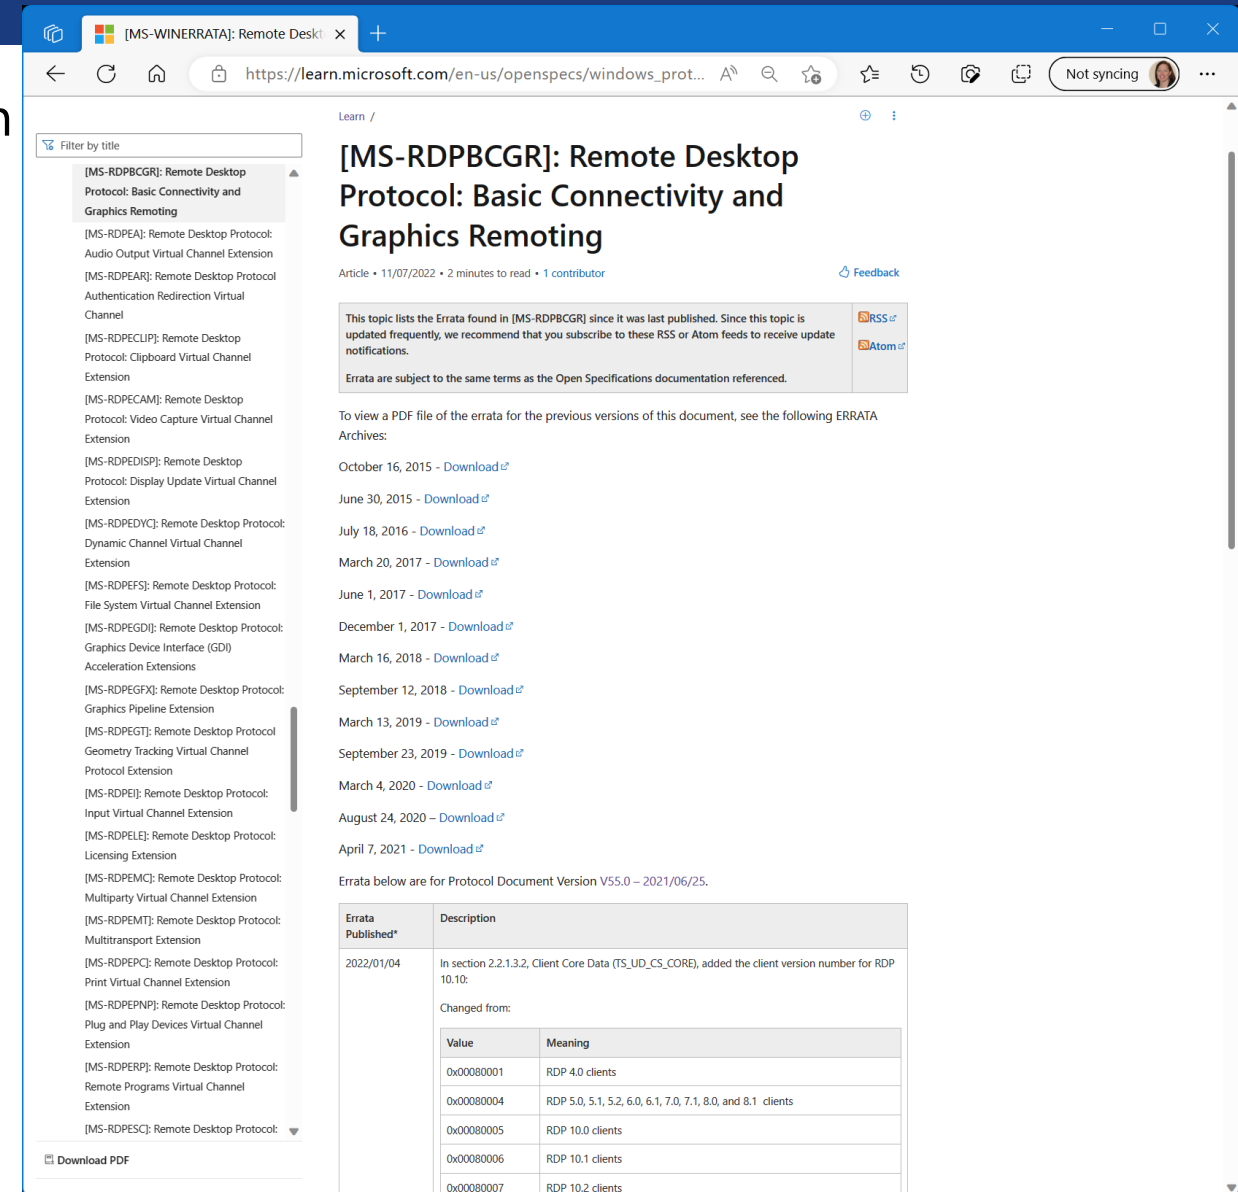 [MS-WINERRATA]: Remote Deskt
https://learn.microsoft.com/en-us/openspecs/windows_prot...
Not syncing
n
Filter by title
[MS-RDPBCGR]: Remote Desktop
Protocol: Basic Connectivity and
Graphics Remoting
[MS-RDPEA]: Remote Desktop Protocol:
Audio Output Virtual Channel Extension
[MS-RDPEAR]: Remote Desktop Protocol
Authentication Redirection Virtual
Channel
[MS-RDPECLIP]: Remote Desktop
Protocol: Clipboard Virtual Channel
Extension
[MS-RDPECAM]: Remote Desktop
Protocol: Video Capture Virtual Channel
Extension
[MS-RDPEDISP]: Remote Desktop
Protocol: Display Update Virtual Channel
Extension
[MS-RDPEDYC]: Remote Desktop Protocol:
Dynamic Channel Virtual Channel
Extension
[MS-RDPEFS]: Remote Desktop Protocol:
File System Virtual Channel Extension
[MS-RDPEGDI]: Remote Desktop Protocol:
Graphics Device Interface (GDI)
Acceleration Extensions
[MS-RDPEGFX]: Remote Desktop Protocol:
Graphics Pipeline Extension
[MS-RDPEGT]: Remote Desktop Protocol
Geometry Tracking Virtual Channel
Protocol Extension
[MS-RDPEI]: Remote Desktop Protocol:
Input Virtual Channel Extension
[MS-RDPELE]: Remote Desktop Protocol:
Licensing Extension
[MS-RDPEMC]: Remote Desktop Protocol:
Multiparty Virtual Channel Extension
[MS-RDPEMT]: Remote Desktop Protocol:
Multitransport Extension
[MS-RDPEPC]: Remote Desktop Protocol:
Print Virtual Channel Extension
[MS-RDPEPNP]: Remote Desktop Protocol:
Plug and Play Devices Virtual Channel
Extension
[MS-RDPERP]: Remote Desktop Protocol:
Remote Programs Virtual Channel
Extension
[MS-RDPESC]: Remote Desktop Protocol:
Download PDF
Learn /
[MS-RDPBCGR]: Remote Desktop
Protocol: Basic Connectivity and
Graphics Remoting
Article • 11/07/2022 • 2 minutes to read • 1 contributor
Feedback
This topic lists the Errata found in [MS-RDPBCGR] since it was last published. Since this topic is
updated frequently, we recommend that you subscribe to these RSS or Atom feeds to receive update
notifications.
Errata are subject to the same terms as the Open Specifications documentation referenced.
RSS
Atom
To view a PDF file of the errata for the previous versions of this document, see the following ERRATA
Archives:
October 16, 2015 - Download
June 30, 2015 - Download
July 18, 2016 - Download
March 20, 2017 - Download
June 1, 2017 - Download
December 1, 2017 - Download
March 16, 2018 - Download
September 12, 2018 - Download
March 13, 2019 - Download
September 23, 2019 - Download
March 4, 2020 - Download
August 24, 2020 – Download
April 7, 2021 - Download
Errata below are for Protocol Document Version V55.0 – 2021/06/25.
Errata
Published*
Description
2022/01/04
In section 2.2.1.3.2, Client Core Data (TS_UD_CS_CORE), added the client version number for RDP
10.10:
Changed from:
Value Meaning
0x00080001 RDP 4.0 clients
0x00080004 RDP 5.0, 5.1, 5.2, 6.0, 6.1, 7.0, 7.1, 8.0, and 8.1 clients
0x00080005 RDP 10.0 clients
0x00080006 RDP 10.1 clients
0x00080007 RDP 10.2 clients